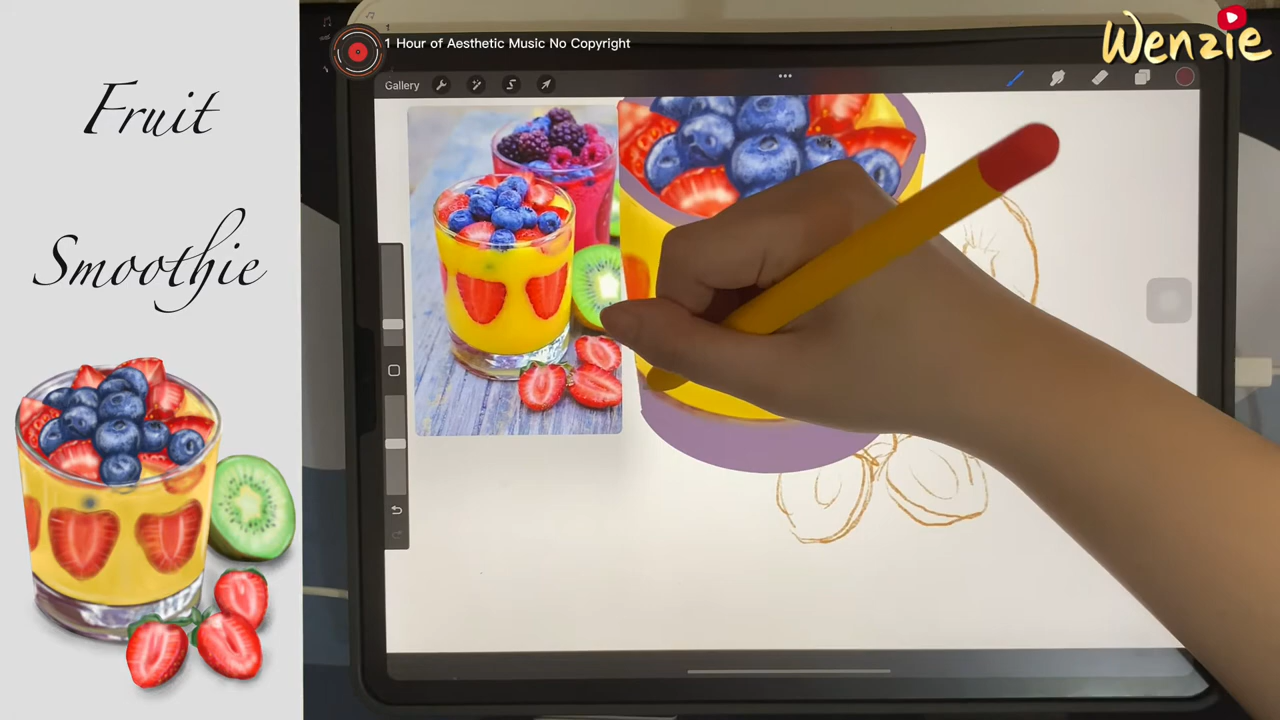 Fruit
Smoothie
1 Hour of Aesthetic Music No Copyright
Gallery
Wenzie